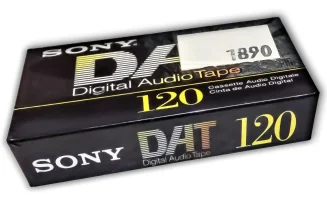 SONY
1890
DAT
Digital Audio Tape
120
Cassette Audio Digitale
Cinta de Audio Digital
SONY DAT 120
Digital Audio Tape